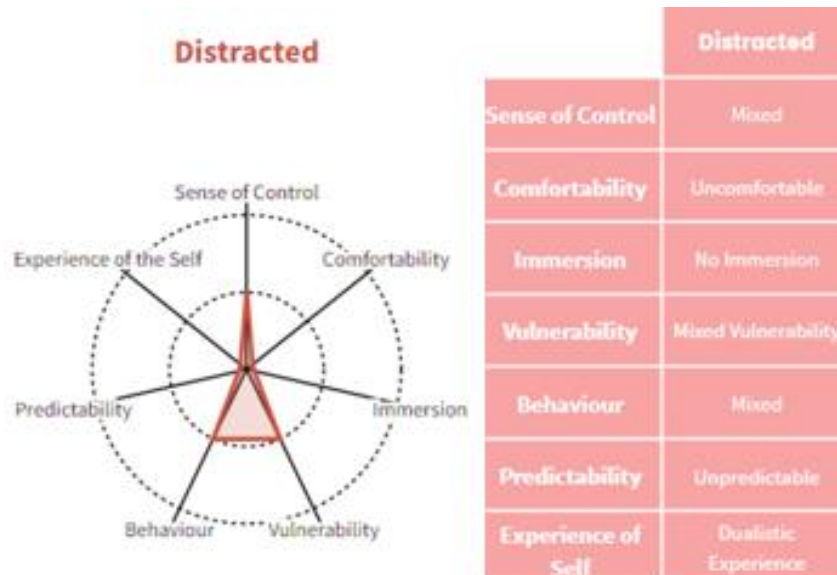 Distracted
Sense of Control
Experience of the Self
Comfortability
Predictability
Immersion
Behaviour
Vulnerability
Distracted
Sense of Control
Mixed
Comfortability
Uncomfortable
Immersion
No Immersion
Vulnerability
Mixed Vulnerability
Behaviour
Mixed
Predictability
Unpredictable
Experience of
Self
Dualistic
Experience